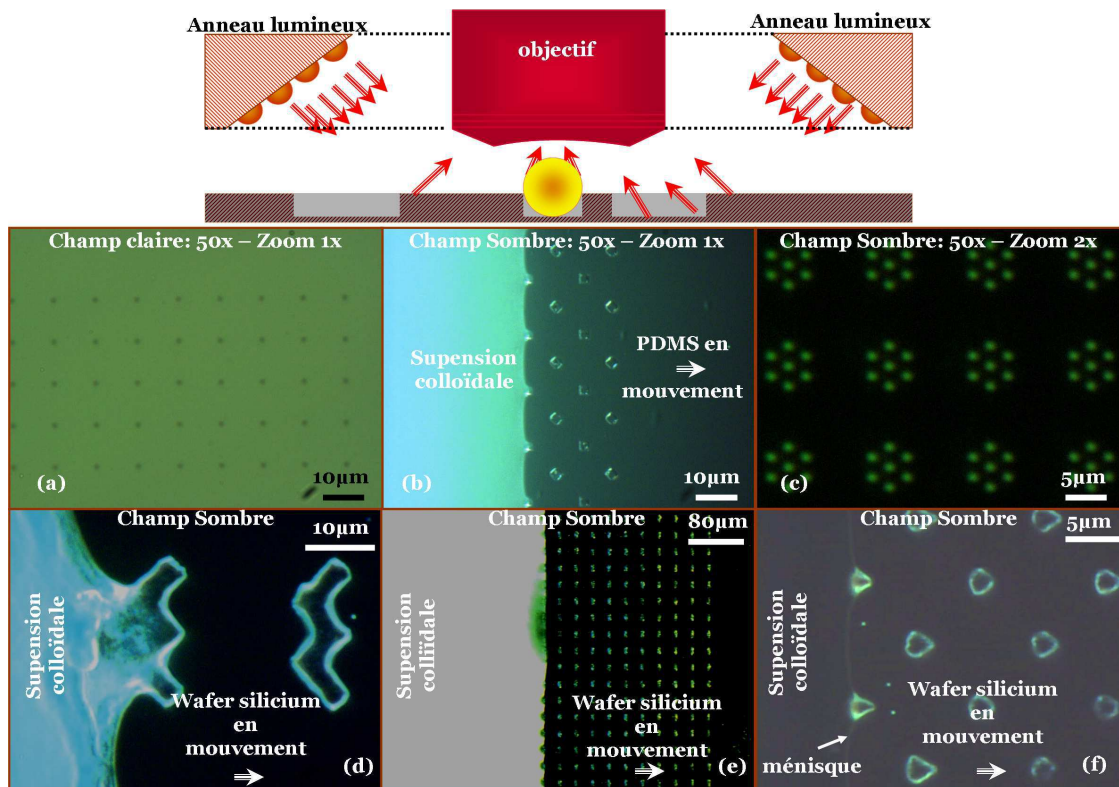 Anneau lumineux
objectif
Anneau lumineux
Champ claire: 50x – Zoom 1x
(a)
10µm
Champ Sombre: 50x – Zoom 1x
Supension
colloïdale
PDMS en
mouvement
(b)
10µm
Champ Sombre: 50x – Zoom 2x
(c)
5µm
Champ Sombre
10µm
Supension
colloïdale
Wafer silicium
en
mouvement
(d)
Champ Sombre
80µm
Supension
colliïdale
Wafer silicium
en
mouvement
(e)
Champ Sombre
5µm
Supension
colloïdale
Wafer silicium
en
mouvement
ménisque
(f)